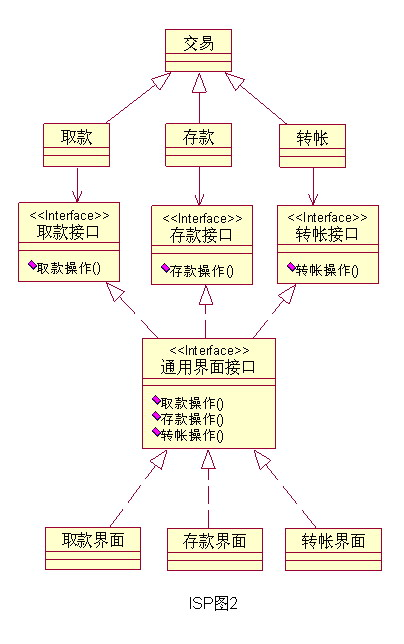 交易
取款
存款
转帐
<<Interface>>
取款接口
取款操作()
<<Interface>>
存款接口
存款操作()
<<Interface>>
转帐接口
转帐操作()
<<Interface>>
通用界面接口
取款操作()
存款操作()
转帐操作()
取款界面
存款界面
转帐界面
ISP图2